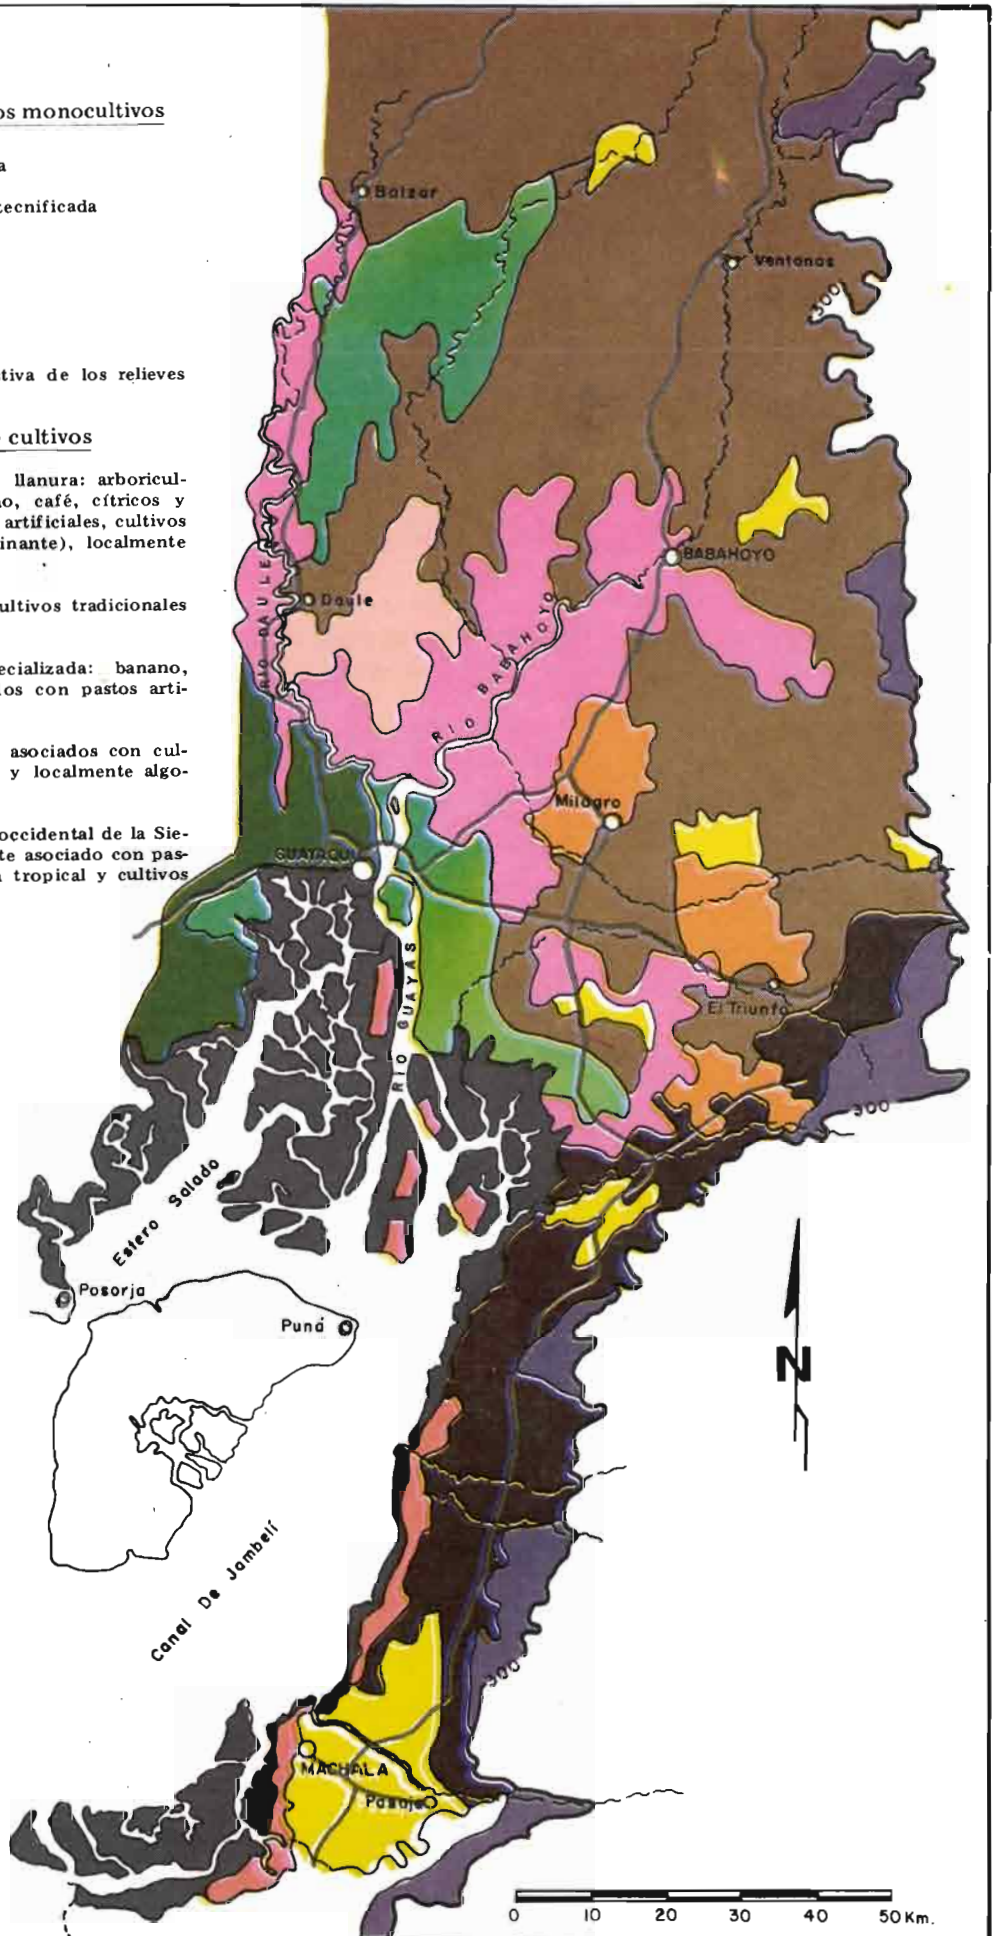 os monocultivos
a
tecnificada
tiva de los relieves
cultivos
llanura: arboricul-
no, café, cítricos y
artificiales, cultivos
inante), localmente
ultivos tradicionales
pecializada: banano,
los con pastos arti-
asociados con cul-
y localmente algo-
occidental de la Sie-
te asociado con pas-
a tropical y cultivos
Balzar
Ventanas
300
BABAHOYO
Daule
RIO DAULE
RIO BABAHOYO
Milagro
GUAYAQUIL
RIO GUAYAS
El Triunfo
300
Estero Salado
Posorja
Puná
N
Canal De Jambelí
300
MACHALA
Pasaje
0 10 20 30 40 50 Km.